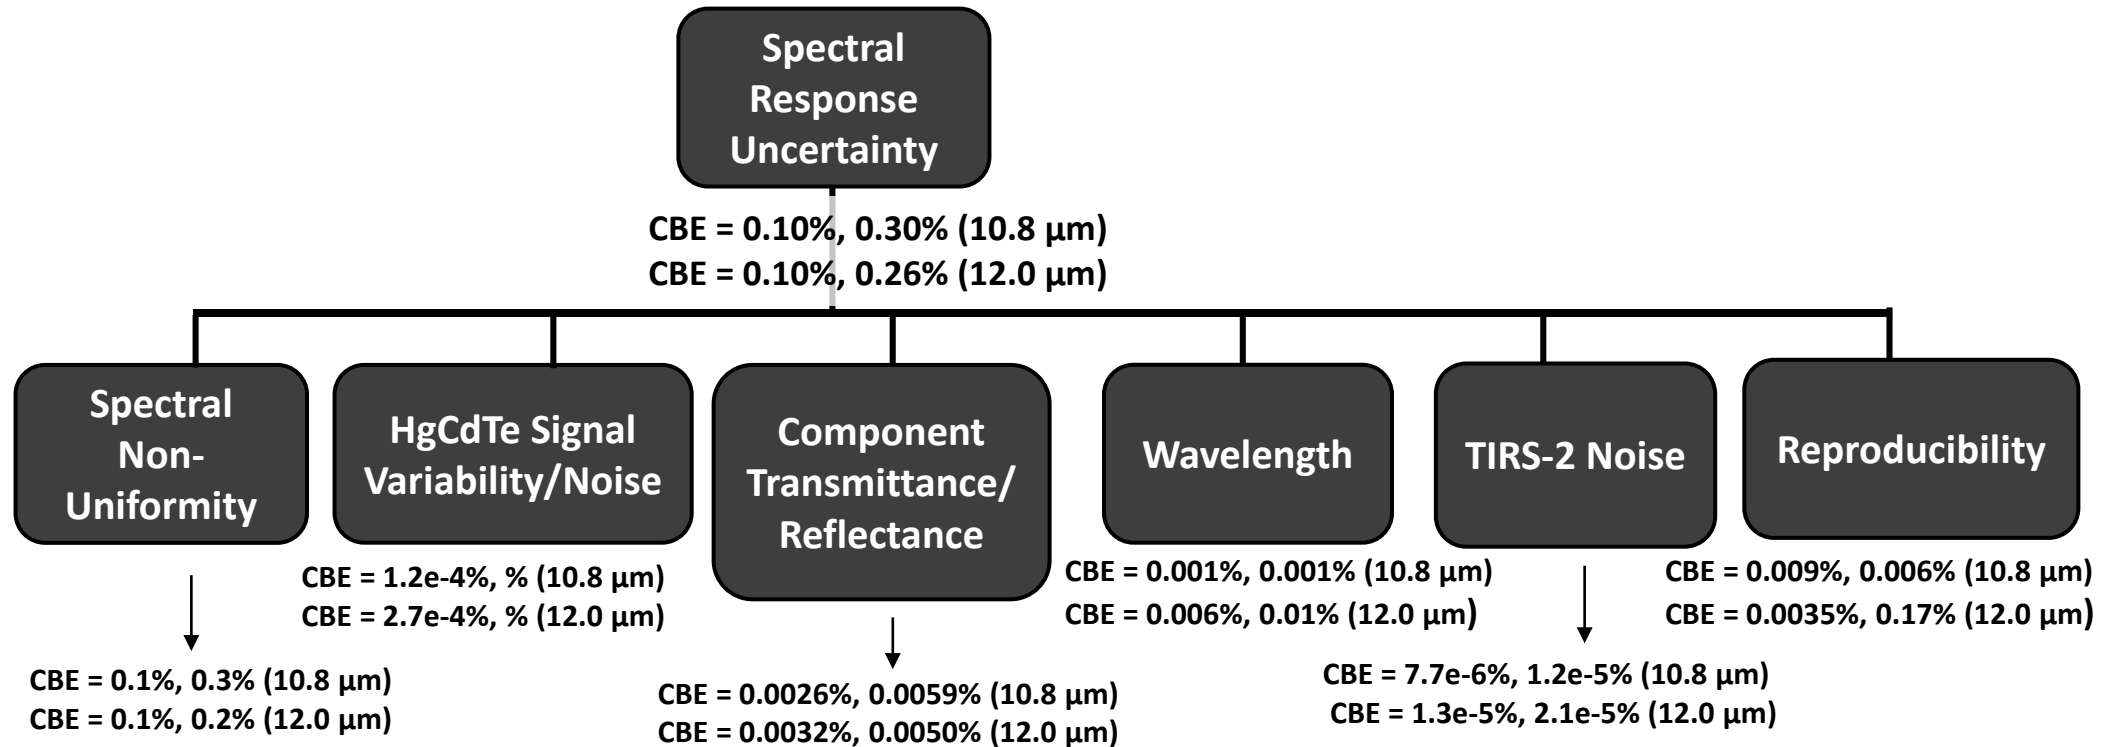 Spectral
Response
Uncertainty
CBE = 0.10%, 0.30% (10.8 µm)
CBE = 0.10%, 0.26% (12.0 µm)
Spectral
Non-
Uniformity
CBE = 0.1%, 0.3% (10.8 µm)
CBE = 0.1%, 0.2% (12.0 µm)
HgCdTe Signal
Variability/Noise
CBE = 1.2e-4%, % (10.8 µm)
CBE = 2.7e-4%, % (12.0 µm)
Component
Transmittance/
Reflectance
CBE = 0.0026%, 0.0059% (10.8 µm)
CBE = 0.0032%, 0.0050% (12.0 µm)
Wavelength
CBE = 0.001%, 0.001% (10.8 µm)
CBE = 0.006%, 0.01% (12.0 µm)
TIRS-2 Noise
CBE = 7.7e-6%, 1.2e-5% (10.8 µm)
CBE = 1.3e-5%, 2.1e-5% (12.0 µm)
Reproducibility
CBE = 0.009%, 0.006% (10.8 µm)
CBE = 0.0035%, 0.17% (12.0 µm)